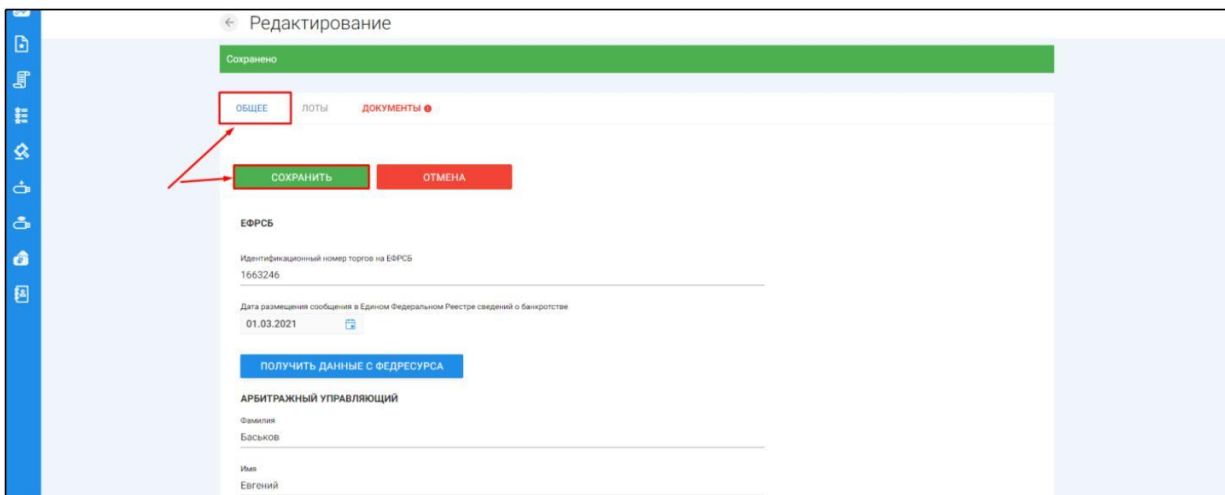 Редактирование
Сохранено
ОБЩЕЕ ЛОТЫ ДОКУМЕНТЫ
СОХРАНИТЬ ОТМЕНА
ЕФРСБ
Идентификационный номер торгов на ЕФРСБ
1663246
Дата размещения сообщения в Едином Федеральном Реестре сведений о банкротстве
01.03.2021
ПОЛУЧИТЬ ДАННЫЕ С ФЕДРЕСУРСА
АРБИТРАЖНЫЙ УПРАВЛЯЮЩИЙ
Фамилия
Баськов
Имя
Евгений